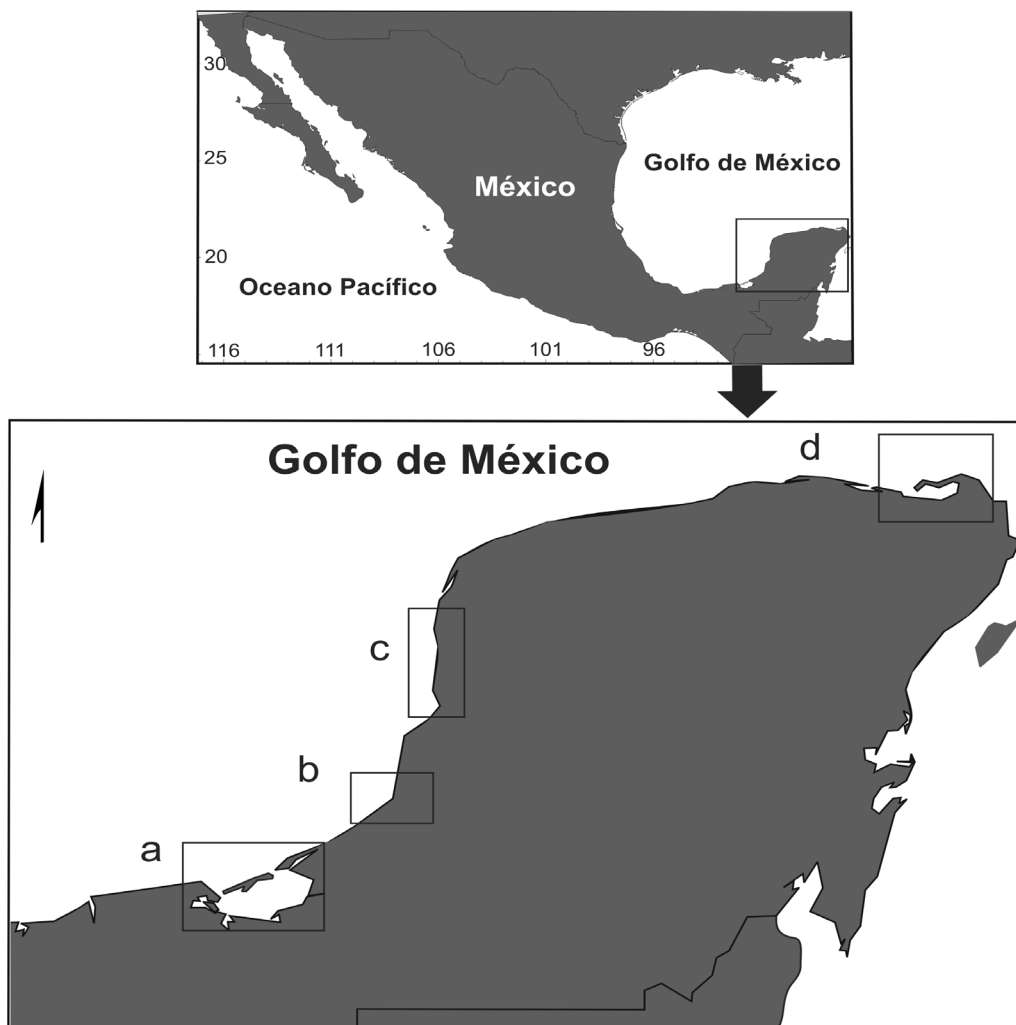 30
25
20
Golfo de México
México
Oceano Pacífico
116 111 106 101 96
Golfo de México
d
c
b
a